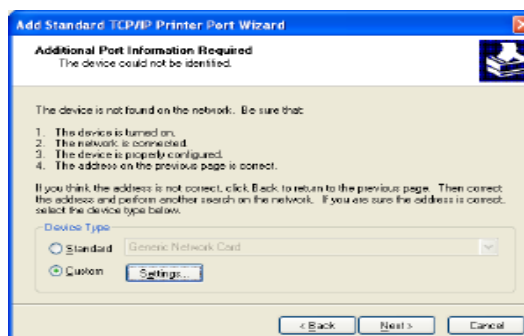 Add Standard TCP/IP Printer Port Wizard
Additional Port Information Required
The device could not be identified.
The device is not found on the network. Be sure that:
1. The device is turned on.
2. The network is connected.
3. The device is properly configured.
4. The address on the previous page is correct.
If you think the address is not correct, click Back to return to the previous page. Then correct
the address and perform another search on the network. If you are sure the address is correct,
select the device type below.
Device Type
Standard
Generic Network Card
Custom
Settings...
< Back
Next >
Cancel